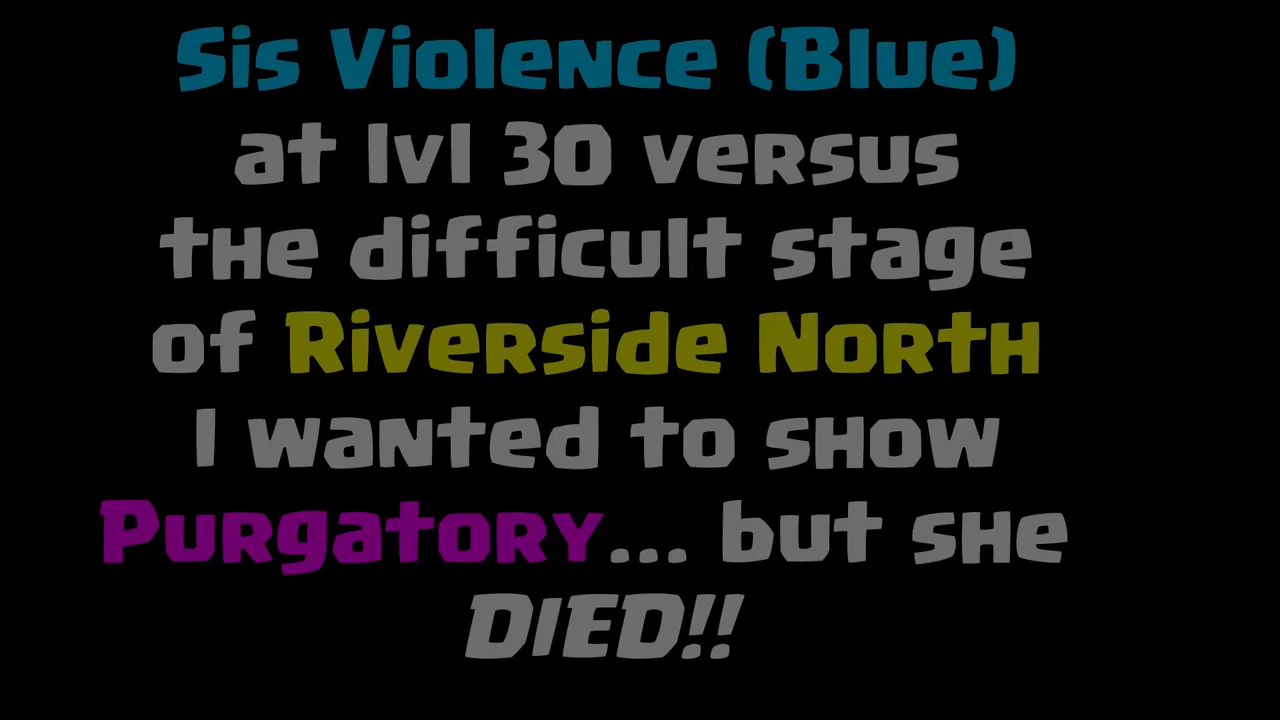 Sis Violence (Blue)
at lvl 30 versus
the difficult stage
of Riverside North
I wanted to show
Purgatory... but she
DIED!!